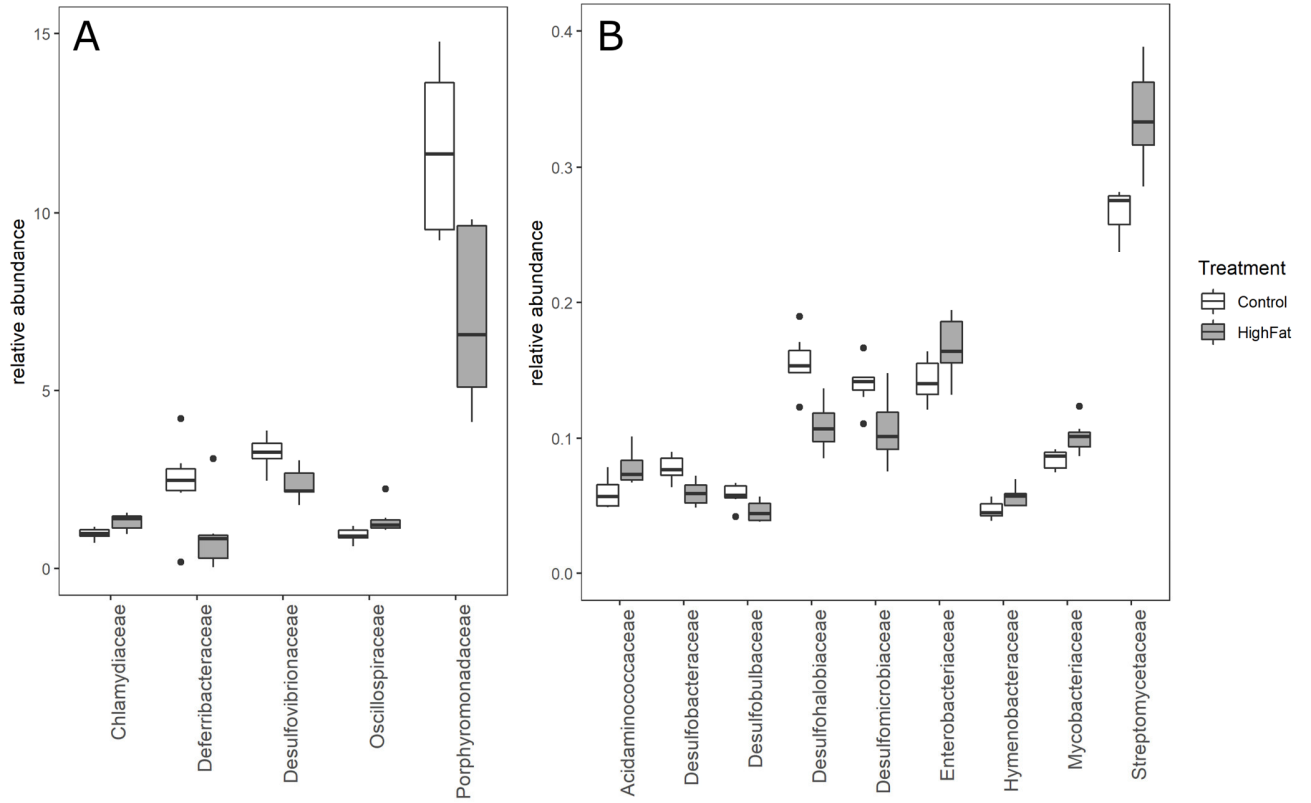 A
relative abundance
15
10
5
0
Chlamydiaceae
Deferribacteraceae
Desulfovibrionaceae
Oscillospiraceae
Porphyromonadaceae
B
relative abundance
0.4
0.3
0.2
0.1
0.0
Acidaminococcaceae
Desulfobacteraceae
Desulfobulbaceae
Desulfohalobiaceae
Desulfomicrobiaceae
Enterobacteriaceae
Hymenobacteraceae
Mycobacteriaceae
Streptomycetaceae
Treatment
Control
HighFat